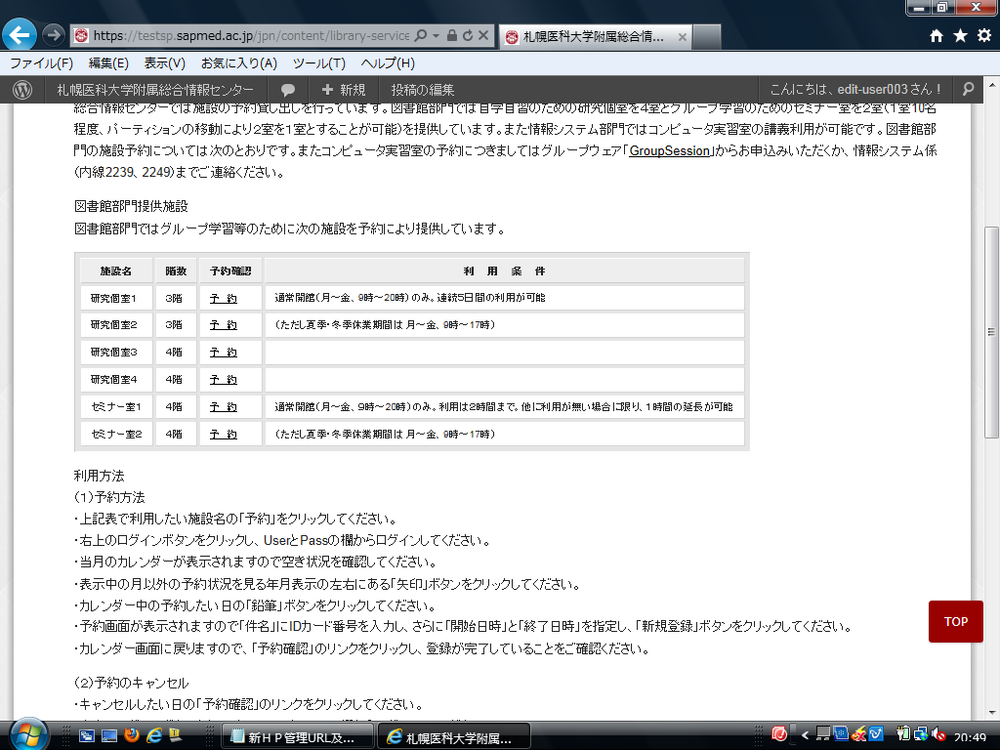 https://testsp.sapmed.ac.jp/jpn/content/library-service
札幌医科大学附属総合情...
ファイル(F) 編集(E) 表示(V) お気に入り(A) ツール(T) ヘルプ(H)
札幌医科大学附属総合情報センター 新規 投稿の編集 こんにちは、edit-user003 さん！
総合情報センターでは施設の予約貸し出しを行っています。図書館部門では自学自習のための研究個室を4室とグループ学習のためのセミナー室を2室（1室10名
程度、パーティションの移動により2室を1室とすることが可能）を提供しています。また情報システム部門ではコンピュータ実習室の講義利用が可能です。図書館部
門の施設予約については次のとおりです。またコンピュータ実習室の予約につきましてはグループウェア「GroupSession」からお申込みいただくか、情報システム係
（内線2239、2249）までご連絡ください。
図書館部門提供施設
図書館部門ではグループ学習等のために次の施設を予約により提供しています。
施設名 階数 予約確認 利 用 条 件
研究個室1 3階 予 約 通常開館（月～金、9時～20時）のみ。連続5日間の利用が可能
研究個室2 3階 予 約 （ただし夏季・冬季休業期間は月～金、9時～17時）
研究個室3 4階 予 約
研究個室4 4階 予 約
セミナー室1 4階 予 約 通常開館（月～金、9時～20時）のみ。利用は2時間まで。他に利用が無い場合に限り、1時間の延長が可能
セミナー室2 4階 予 約 （ただし夏季・冬季休業期間は月～金、9時～17時）
利用方法
（1）予約方法
・上記表で利用したい施設名の「予約」をクリックしてください。
・右上のログインボタンをクリックし、UserとPassの欄からログインしてください。
・当月のカレンダーが表示されますので空き状況を確認してください。
・表示中の月以外の予約状況を見る年月表示の左右にある「矢印」ボタンをクリックしてください。
・カレンダー中の予約したい日の「鉛筆」ボタンをクリックしてください。
・予約画面が表示されますので「件名」にIDカード番号を入力し、さらに「開始日時」と「終了日時」を指定し、「新規登録」ボタンをクリックしてください。
・カレンダー画面に戻りますので、「予約確認」のリンクをクリックし、登録が完了していることをご確認ください。
TOP
（2）予約のキャンセル
・キャンセルしたい日の「予約確認」のリンクをクリックしてください。
新ＨＰ管理URL及... 札幌医科大学附属... 20:49